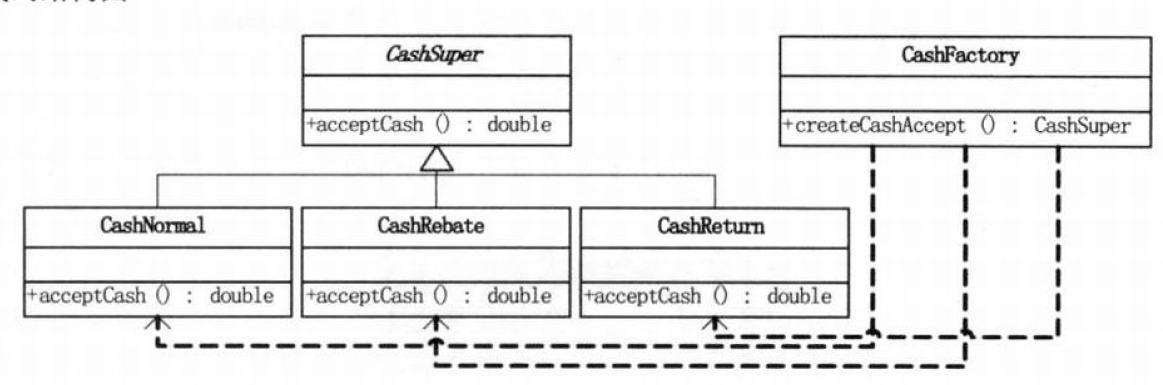 CashSuper
+acceptCash () : double
CashFactory
+createCashAccept () : CashSuper
CashNormal
+acceptCash () : double
CashRebate
+acceptCash () : double
CashReturn
+acceptCash () : double